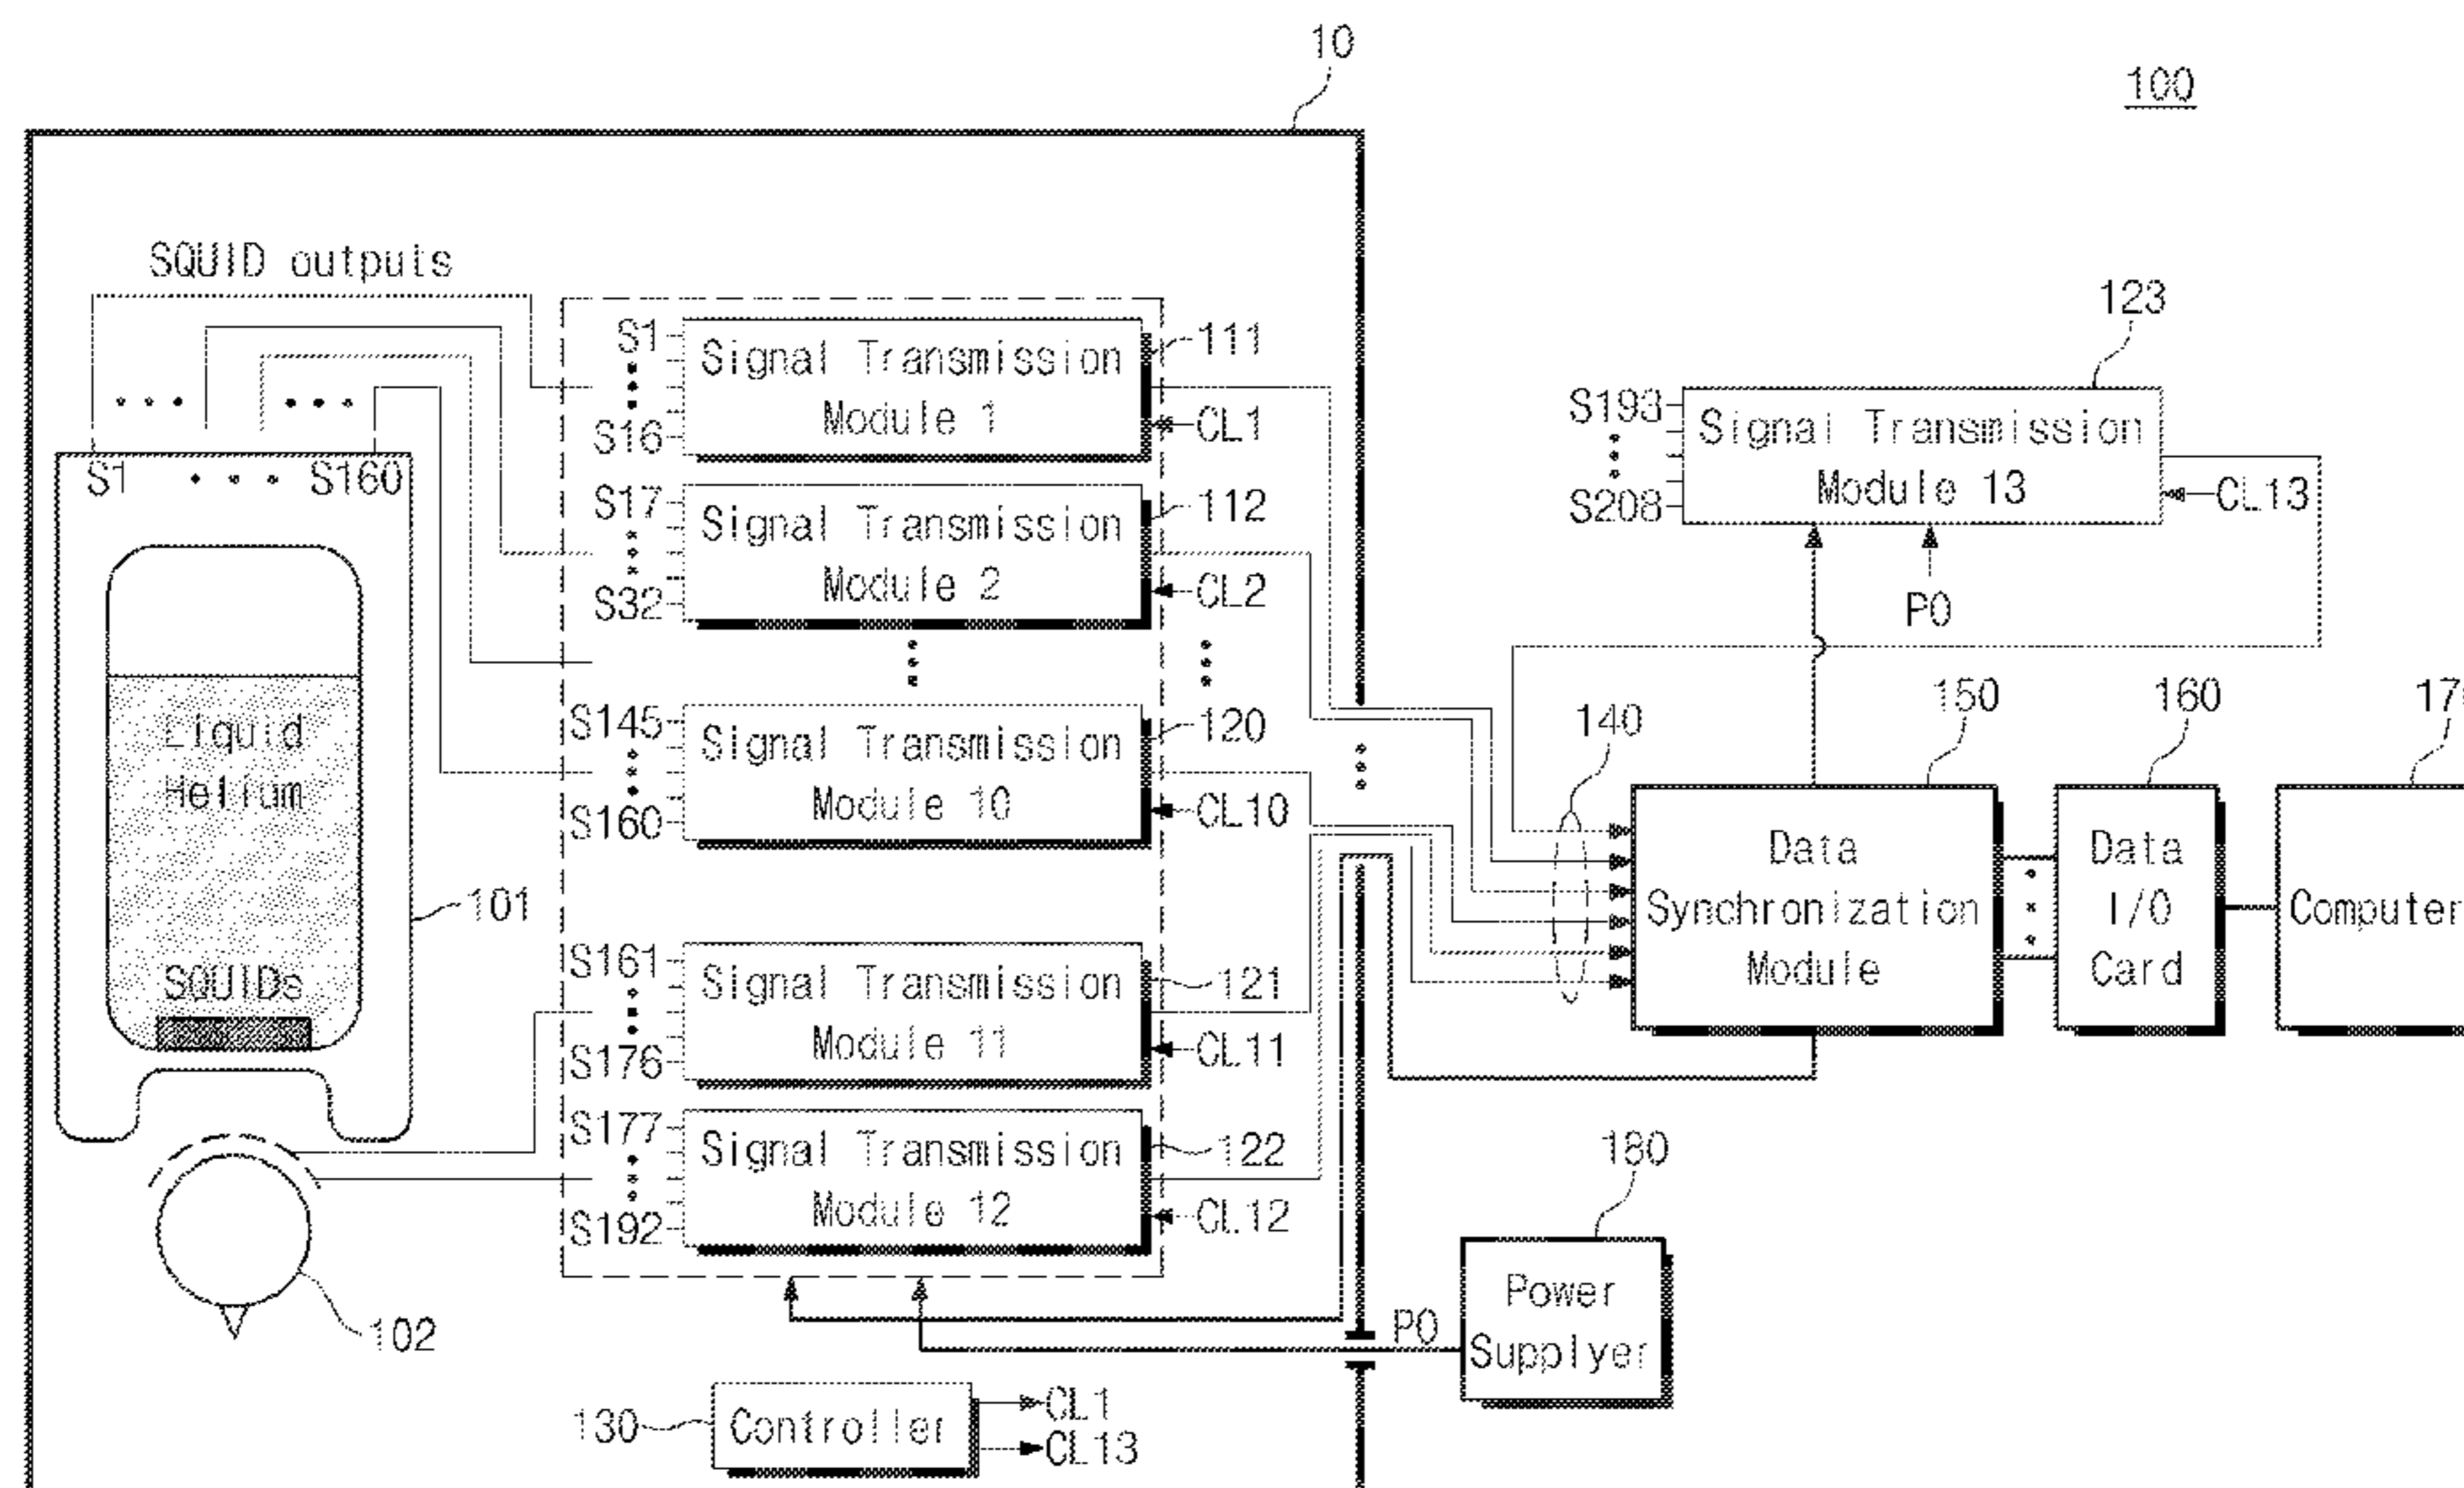 10
100
SQUID outputs
S1
S160
Liquid
Helium
SQUIDs
101
102
S1
S16
Signal Transmission
Module 1
111
CL1
S17
S32
Signal Transmission
Module 2
112
CL2
S145
S160
Signal Transmission
Module 10
120
CL10
S161
S176
Signal Transmission
Module 11
121
CL11
S177
S192
Signal Transmission
Module 12
122
CL12
130
Controller
CL1
CL13
123
S193
S208
Signal Transmission
Module 13
CL13
P0
140
150
Data
Synchronization
Module
160
Data
I/O
Card
Computer
180
Power
Supplyer
P0